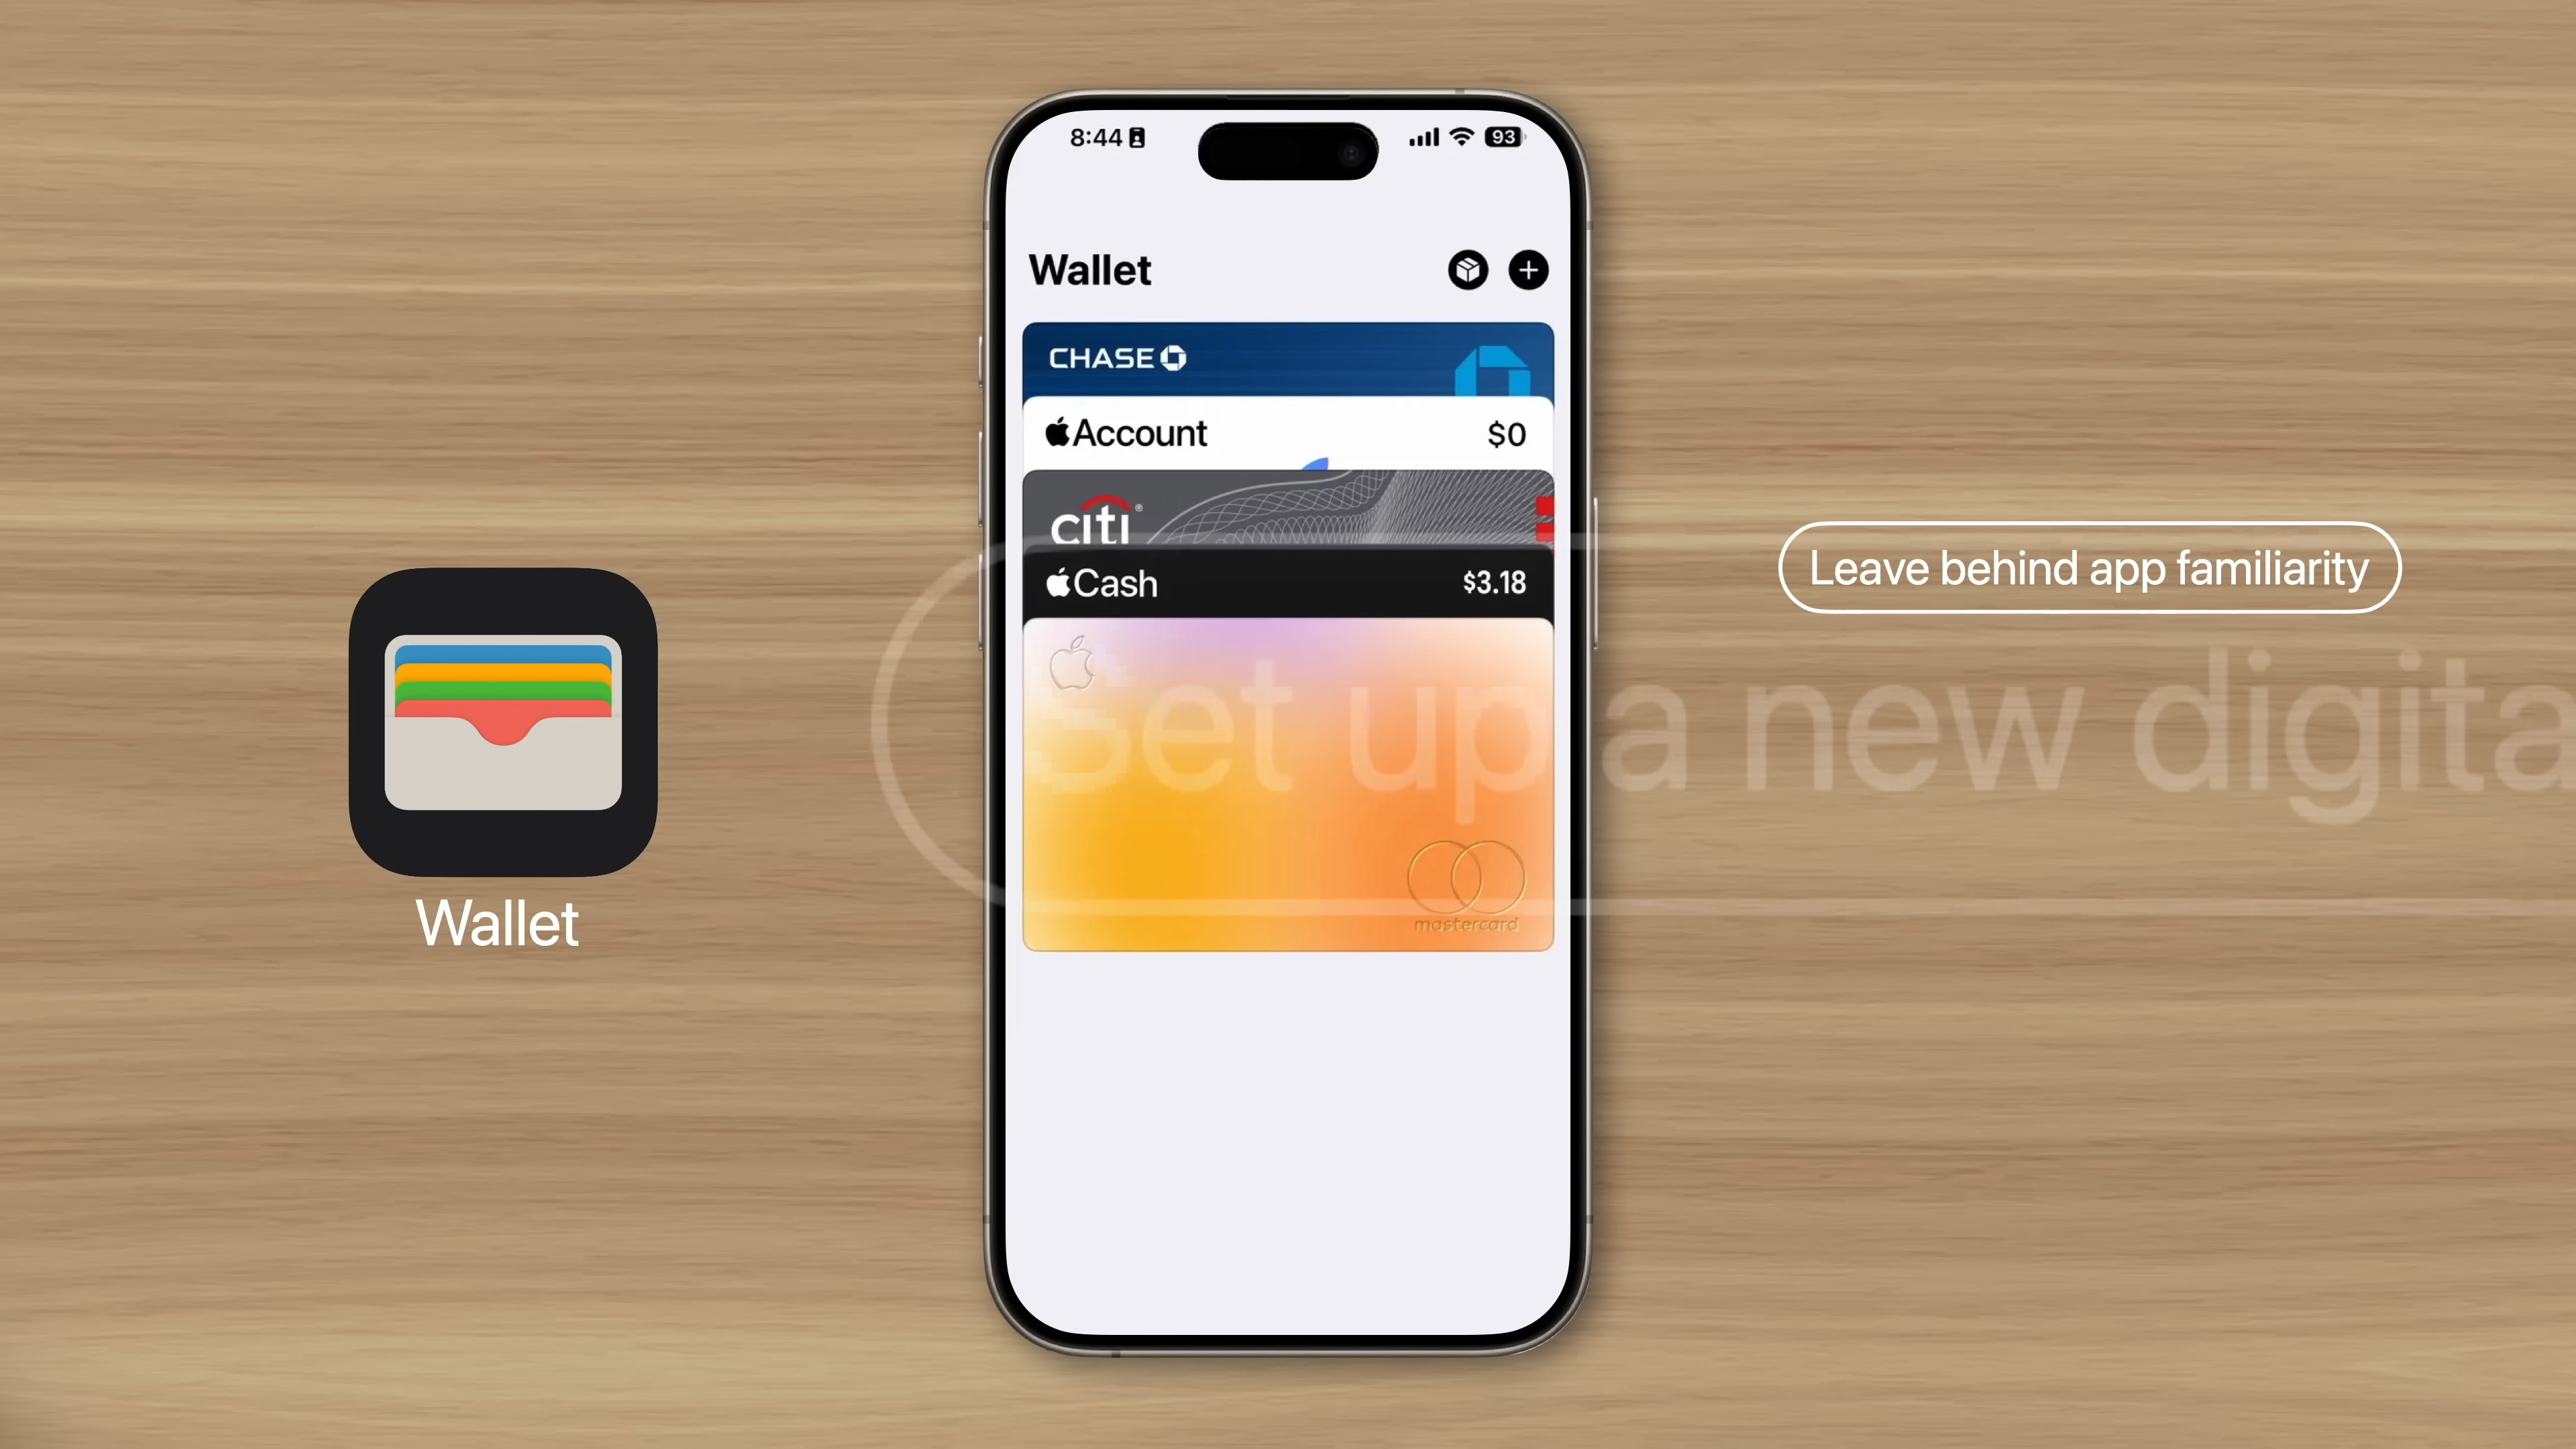 8:44
93
Wallet
CHASE
Account $0
citi®
Cash $3.18
mastercard
Wallet
Leave behind app familiarity
Set up a new digita